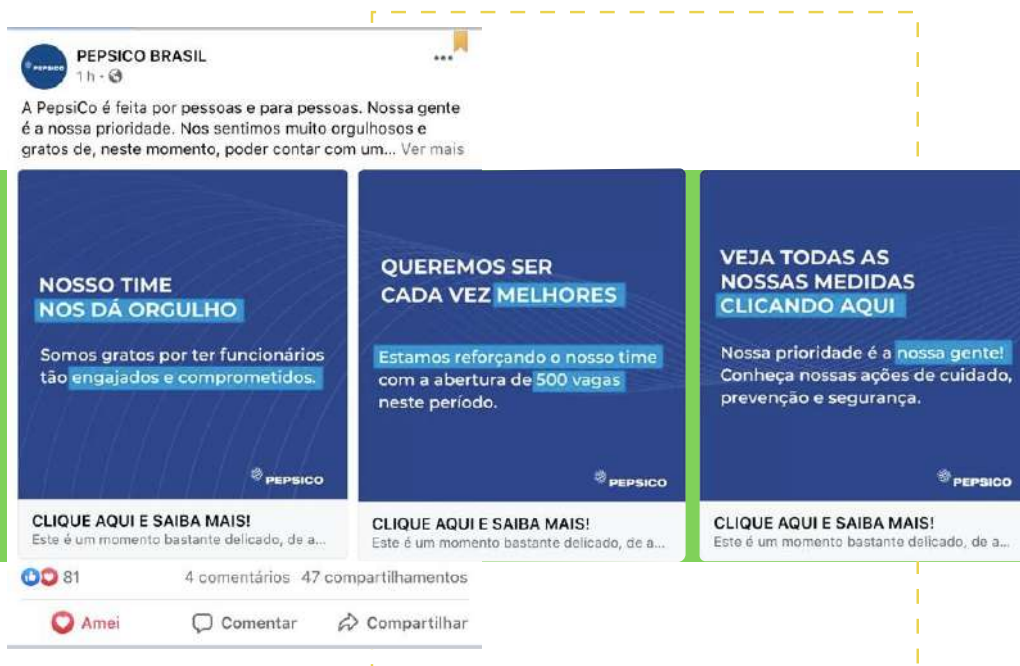 PEPSICO BRASIL
1 h ·
PEPSICO
A PepsiCo é feita por pessoas e para pessoas. Nossa gente
é a nossa prioridade. Nos sentimos muito orgulhosos e
gratos de, neste momento, poder contar com um... Ver mais
NOSSO TIME
NOS DÁ ORGULHO
Somos gratos por ter funcionários
tão engajados e comprometidos.
PEPSICO
CLIQUE AQUI E SAIBA MAIS!
Este é um momento bastante delicado, de a...
QUEREMOS SER
CADA VEZ MELHORES
Estamos reforçando o nosso time
com a abertura de 500 vagas
neste período.
PEPSICO
CLIQUE AQUI E SAIBA MAIS!
Este é um momento bastante delicado, de a...
VEJA TODAS AS
NOSSAS MEDIDAS
CLICANDO AQUI
Nossa prioridade é a nossa gente!
Conheça nossas ações de cuidado,
prevenção e segurança.
PEPSICO
CLIQUE AQUI E SAIBA MAIS!
Este é um momento bastante delicado, de a...
81
4 comentários 47 compartilhamentos
Amei
Comentar
Compartilhar